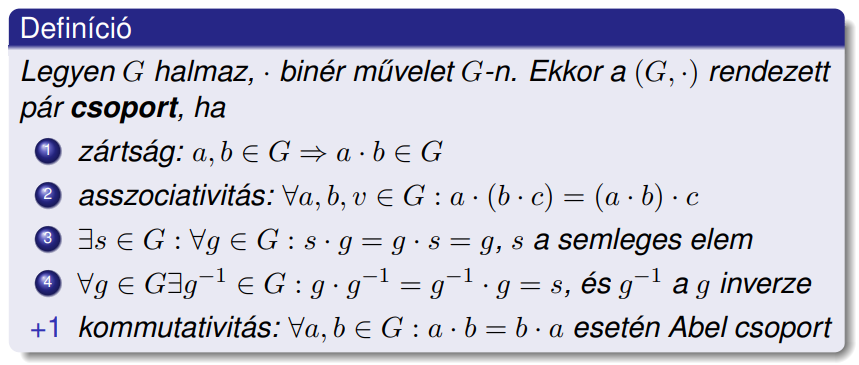 Definíció
Legyen G halmaz, · binér művelet G-n. Ekkor a (G, ·) rendezett
pár csoport, ha
1 zártság: a, b ∈ G ⇒ a · b ∈ G
2 asszociativitás: ∀a, b, v ∈ G : a · (b · c) = (a · b) · c
3 ∃s ∈ G : ∀g ∈ G : s · g = g · s = g, s a semleges elem
4 ∀g ∈ G∃g⁻¹ ∈ G : g · g⁻¹ = g⁻¹ · g = s, és g⁻¹ a g inverze
+1 kommutativitás: ∀a, b ∈ G : a · b = b · a esetén Abel csoport